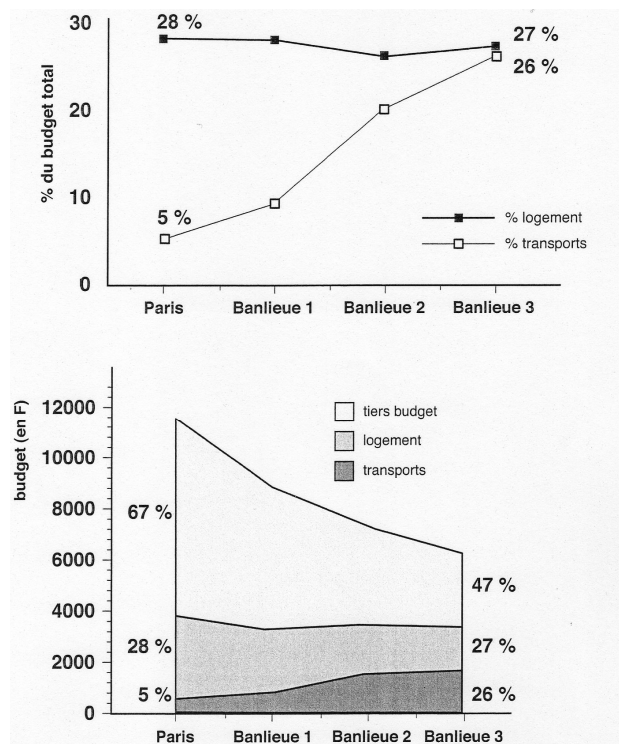 30
28 %
27 %
26 %
20
10
5 %
0
% du budget total
% logement
% transports
Paris
Banlieue 1
Banlieue 2
Banlieue 3
budget (en F)
12000
10000
8000
6000
4000
2000
0
tiers budget
logement
transports
67 %
47 %
28 %
27 %
5 %
26 %
Paris
Banlieue 1
Banlieue 2
Banlieue 3